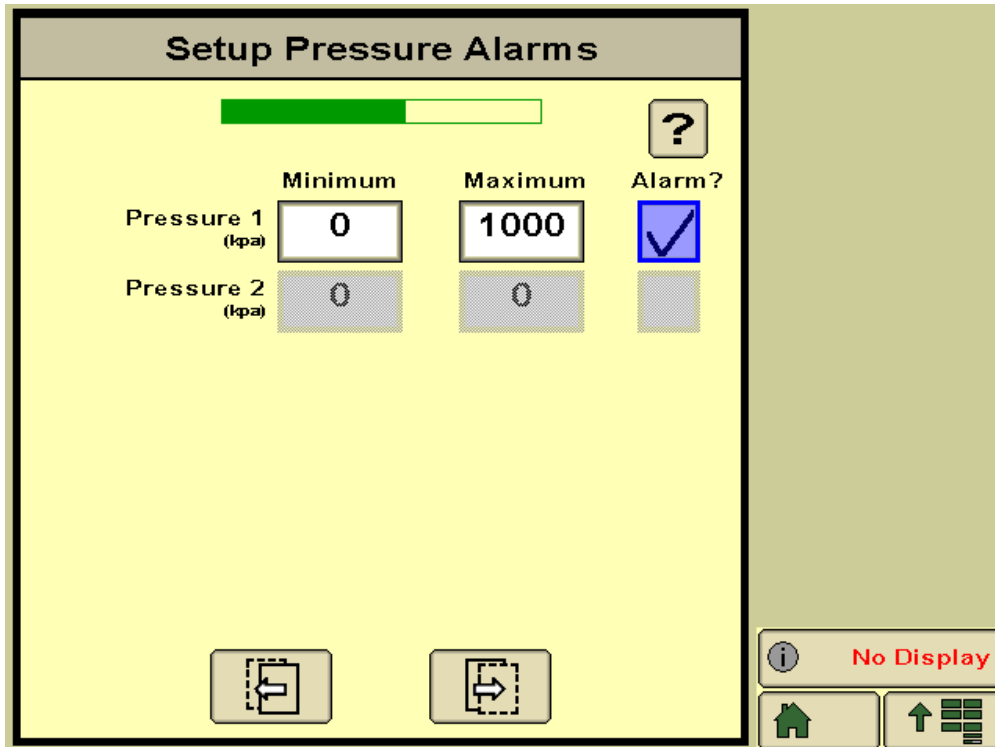 Setup Pressure Alarms
?
Minimum Maximum Alarm?
Pressure 1 0 1000
(kpa)
Pressure 2 0 0
(kpa)
i No Display